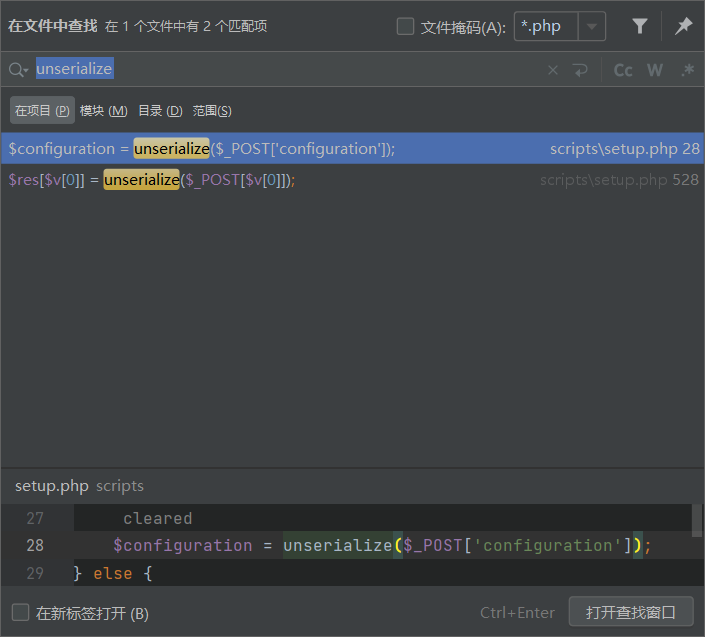 在文件中查找 在 1 个文件中有 2 个匹配项 文件掩码(A): *.php
unserialize Cc W .*
在项目 (P) 模块 (M) 目录 (D) 范围(S)
$configuration = unserialize($_POST['configuration']); scripts\setup.php 28
$res[$v[0]] = unserialize($_POST[$v[0]]); scripts\setup.php 528
setup.php scripts
27 cleared
28 $configuration = unserialize($_POST['configuration']);
29 } else {
在新标签打开 (B) Ctrl+Enter 打开查找窗口